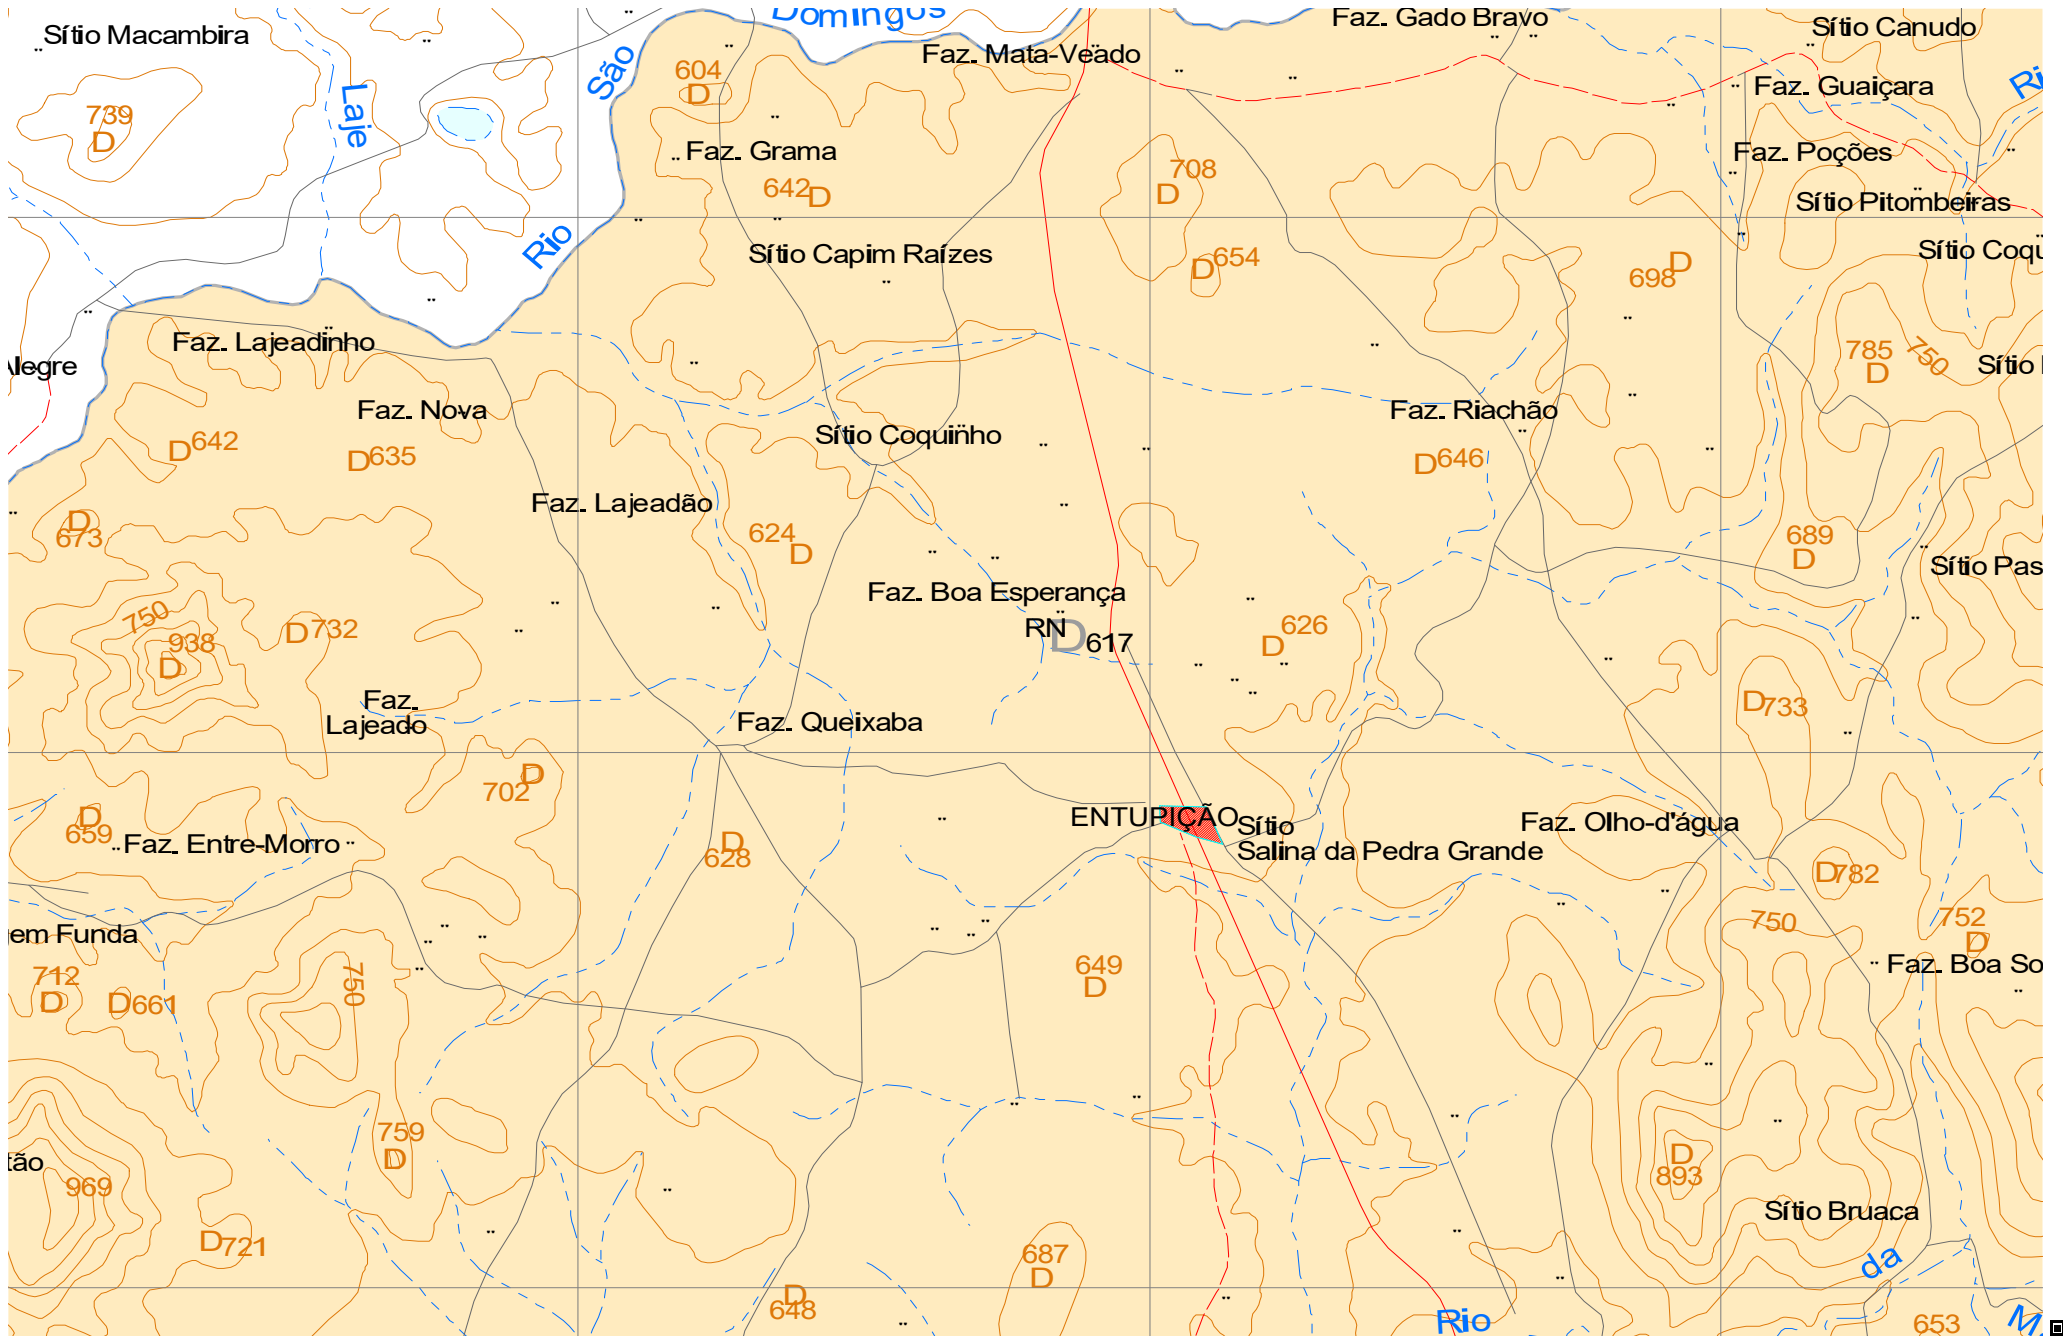 Domingos
Faz. Gado Bravo
Sítio Canudo
Sítio Macambira
Faz. Mata-Veado
São
604
D
Faz. Guaiçara
739
D
Laje
Faz. Grama
Faz. Poções
708
D
642 D
Sítio Pitombeiras
Rio
Sítio Capim Raízes
D 654
698 D
Faz. Lajeadinho
785
D
750
Alegre
Faz. Nova
Faz. Riachão
Sítio Coquinho
D 642
D 635
D 646
Faz. Lajeadão
D
673
624
D
689
D
Faz. Boa Esperança
750
938
D
D 732
RN D 617
626
D
Faz.
Lajeado
Faz. Queixaba
D 733
702 D
D
659
ENTUPIÇÃO
Sítio
Salina da Pedra Grande
Faz. Olho-d'água
Faz. Entre-Morro
D
628
D 782
750
752
D
em Funda
Faz. Boa So
712
D
D 661
750
649
D
759
D
tão
969
D
893
Sítio Bruaca
D 721
687
D
da
D
648
Rio
653